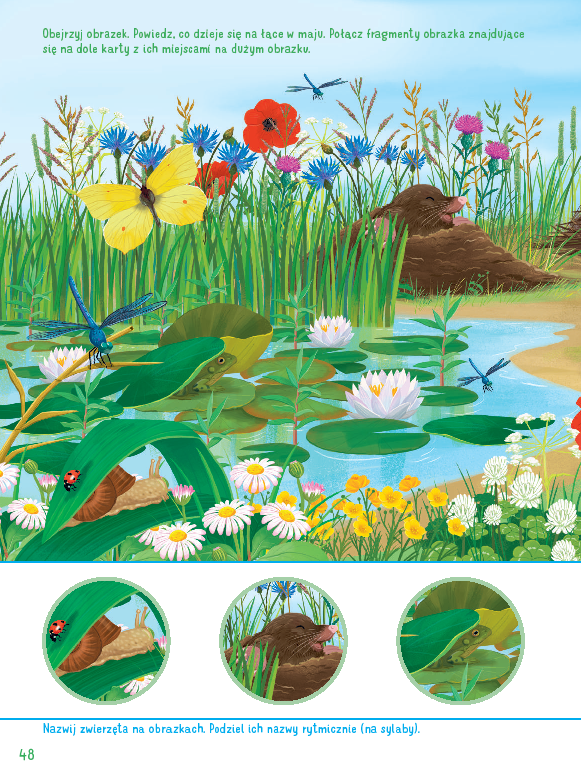 Obejrzyj obrazek. Powiedz, co dzieje się na łące w maju. Połącz fragmenty obrazka znajdujące
się na dole karty z ich miejscami na dużym obrazku.
Nazwij zwierzęta na obrazkach. Podziel ich nazwy rytmicznie (na sylaby).
48